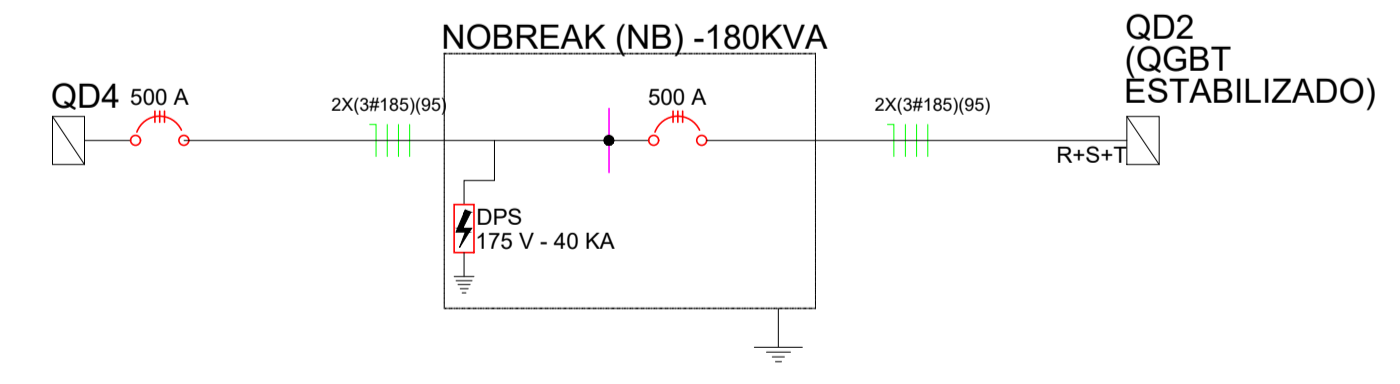 NOBREAK (NB) -180KVA
QD2
(QGBT
ESTABILIZADO)
QD4
500 A
2X(3#185)(95)
500 A
2X(3#185)(95)
R+S+T
DPS
175 V - 40 KA